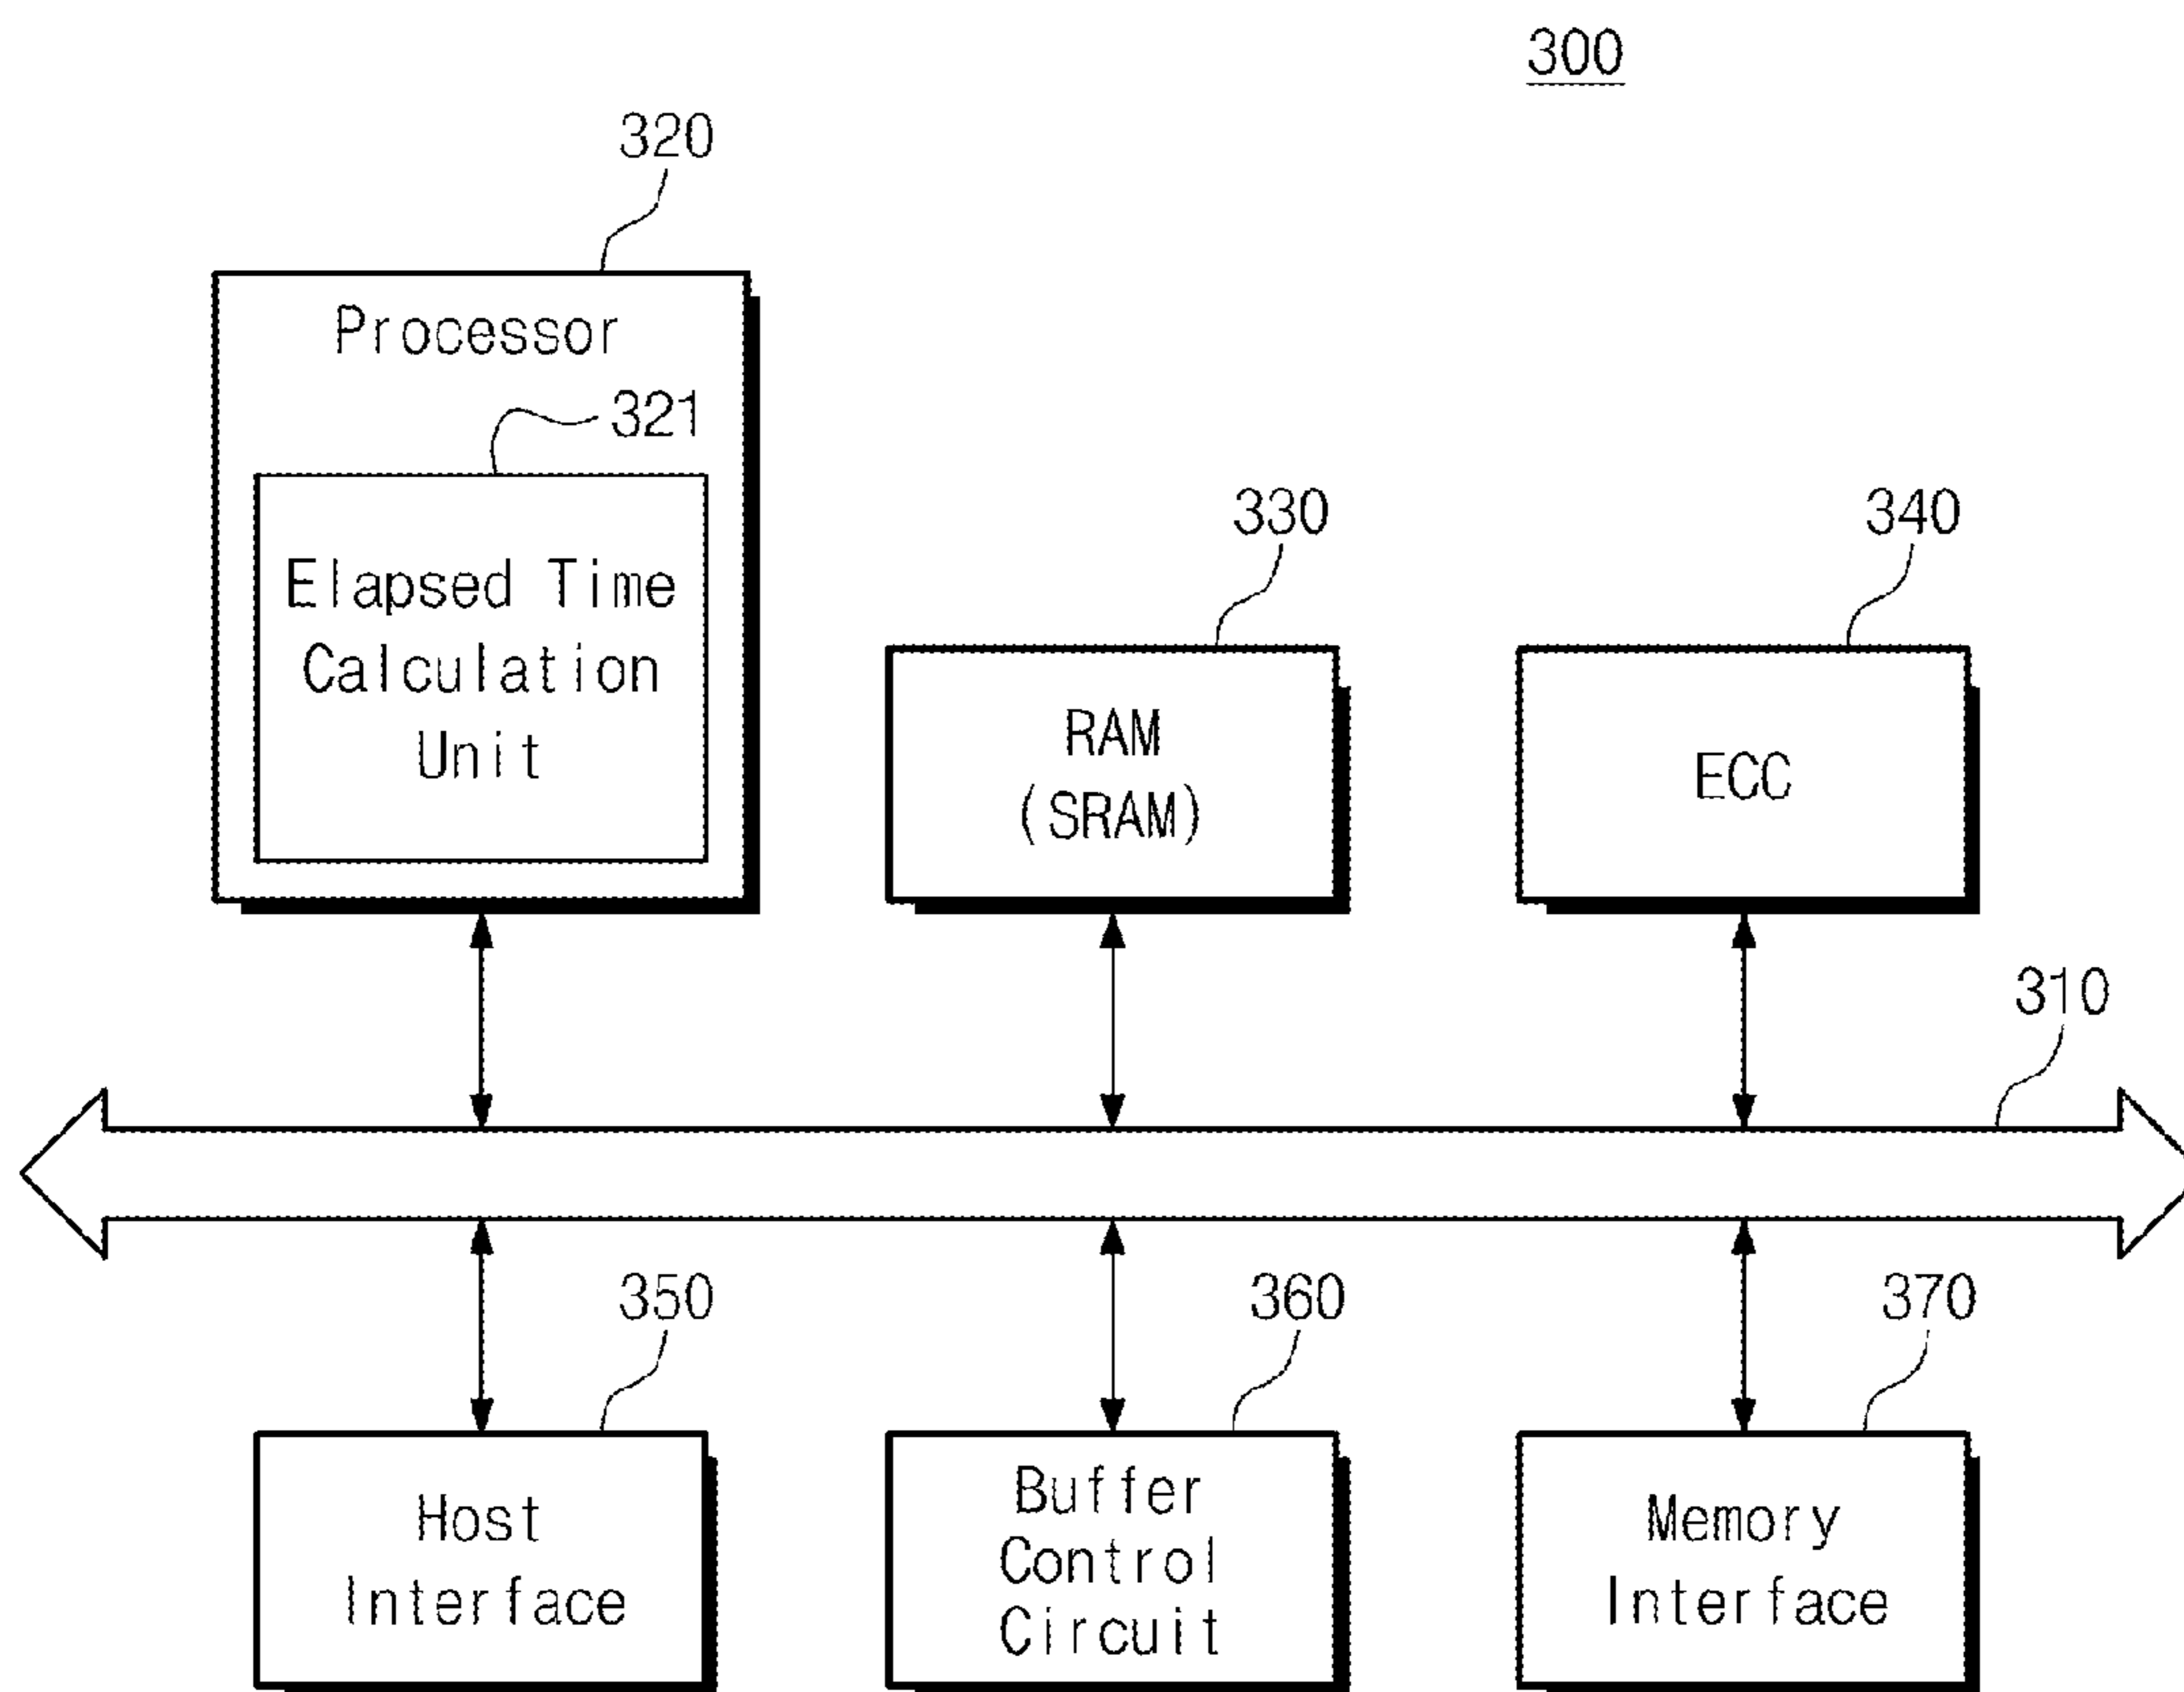 300
320
Processor
321
Elapsed Time
Calculation
Unit
330
RAM
(SRAM)
340
ECC
310
350
Host
Interface
360
Buffer
Control
Circuit
370
Memory
Interface